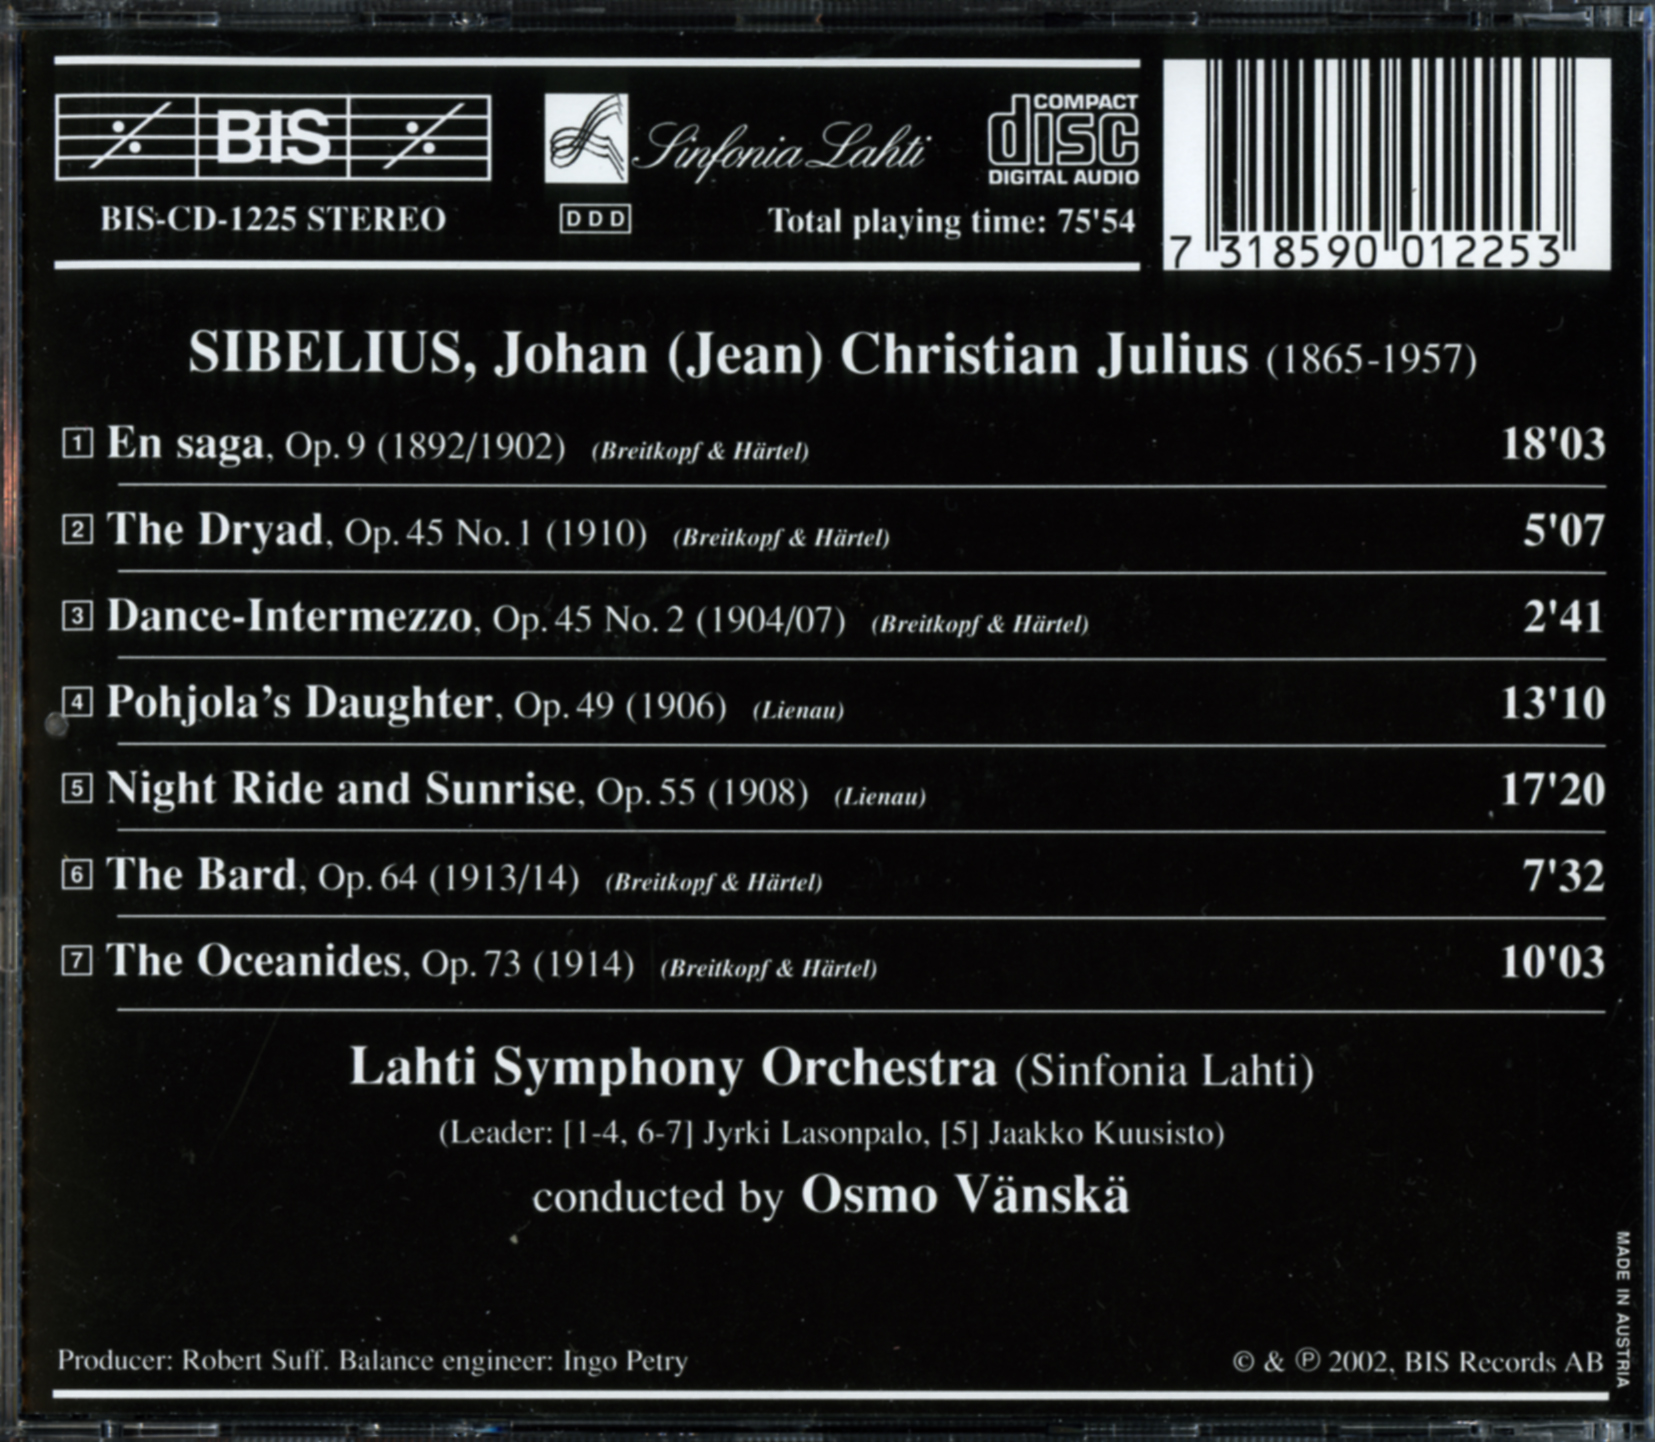 BIS
Sinfonia Lahti
COMPACT
disc
DIGITAL AUDIO
BIS-CD-1225 STEREO
DDD
Total playing time: 75'54
7 318590 012253
SIBELIUS, Johan (Jean) Christian Julius (1865-1957)
1 En saga, Op. 9 (1892/1902) (Breitkopf & Härtel) 18'03
2 The Dryad, Op. 45 No. 1 (1910) (Breitkopf & Härtel) 5'07
3 Dance-Intermezzo, Op. 45 No. 2 (1904/07) (Breitkopf & Härtel) 2'41
4 Pohjola's Daughter, Op. 49 (1906) (Lienau) 13'10
5 Night Ride and Sunrise, Op. 55 (1908) (Lienau) 17'20
6 The Bard, Op. 64 (1913/14) (Breitkopf & Härtel) 7'32
7 The Oceanides, Op. 73 (1914) (Breitkopf & Härtel) 10'03
Lahti Symphony Orchestra (Sinfonia Lahti)
(Leader: [1-4, 6-7] Jyrki Lasonpalo, [5] Jaakko Kuusisto)
conducted by Osmo Vänskä
Producer: Robert Suff. Balance engineer: Ingo Petry
© & ℗ 2002, BIS Records AB
MADE IN AUSTRIA